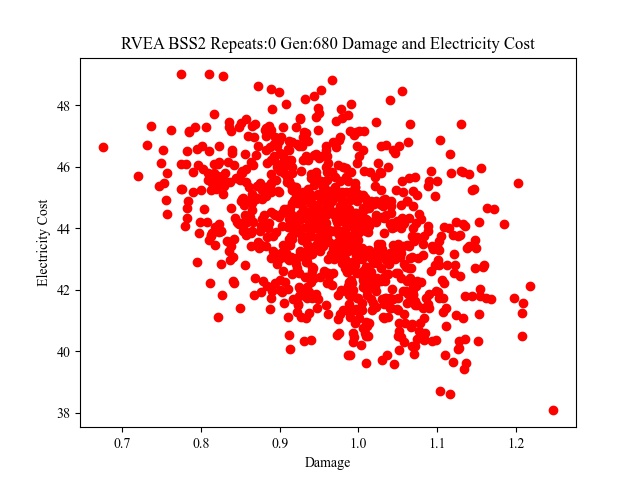 RVEA BSS2 Repeats:0 Gen:680 Damage and Electricity Cost
48
46
44
42
40
38
Electricity Cost
0.7 0.8 0.9 1.0 1.1 1.2
Damage